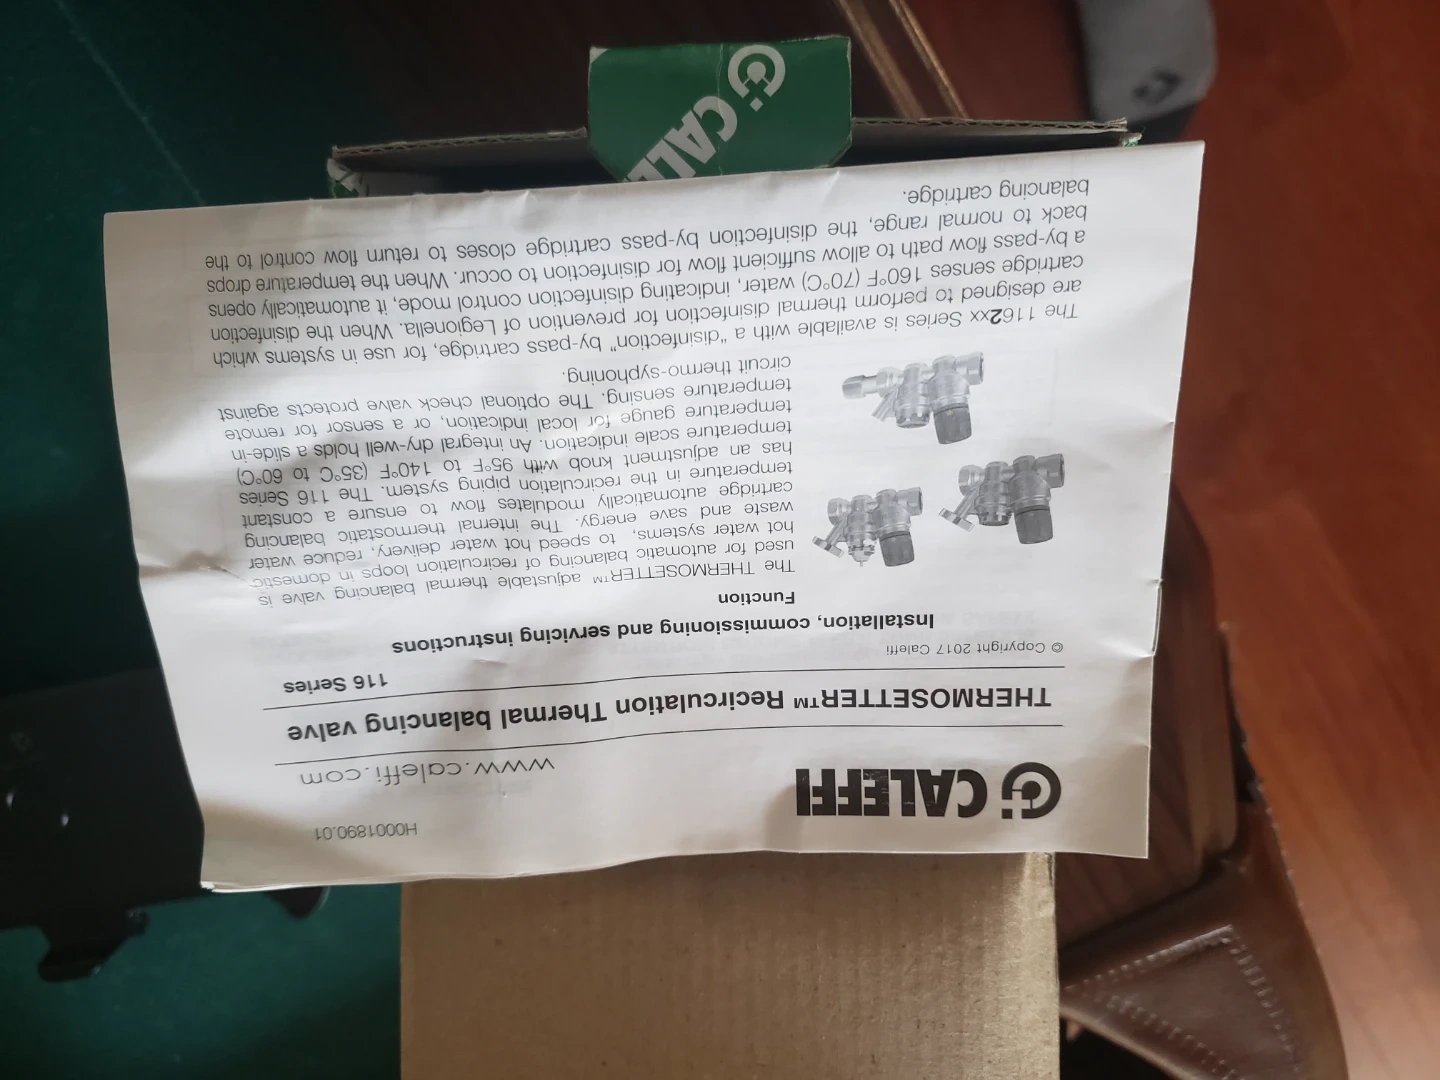 H0001890.01
CALEFFI
www.caleffi.com
THERMOSETTER™ Recirculation Thermal balancing valve
116 Series
© Copyright 2017 Caleffi
Installation, commissioning and servicing instructions
Function
The THERMOSETTER™ adjustable thermal balancing valve is
used for automatic balancing of recirculation loops in domestic
hot water systems, to speed hot water delivery, reduce water
waste and save energy. The internal thermostatic balancing
cartridge automatically modulates flow to ensure a constant
temperature in the recirculation piping system. The 116 Series
has an adjustment knob with 95°F to 140°F (35°C to 60°C)
temperature scale indication. An integral dry-well holds a slide-in
temperature gauge for local indication, or a sensor for remote
temperature sensing. The optional check valve protects against
circuit thermo-syphoning.
The 1162xx Series is available with a "disinfection" by-pass cartridge, for use in systems which
are designed to perform thermal disinfection for prevention of Legionella. When the disinfection
cartridge senses 160°F (70°C) water, indicating disinfection control mode, it automatically opens
a by-pass flow path to allow sufficient flow for disinfection to occur. When the temperature drops
back to normal range, the disinfection by-pass cartridge closes to return flow control to the
balancing cartridge.
CALE